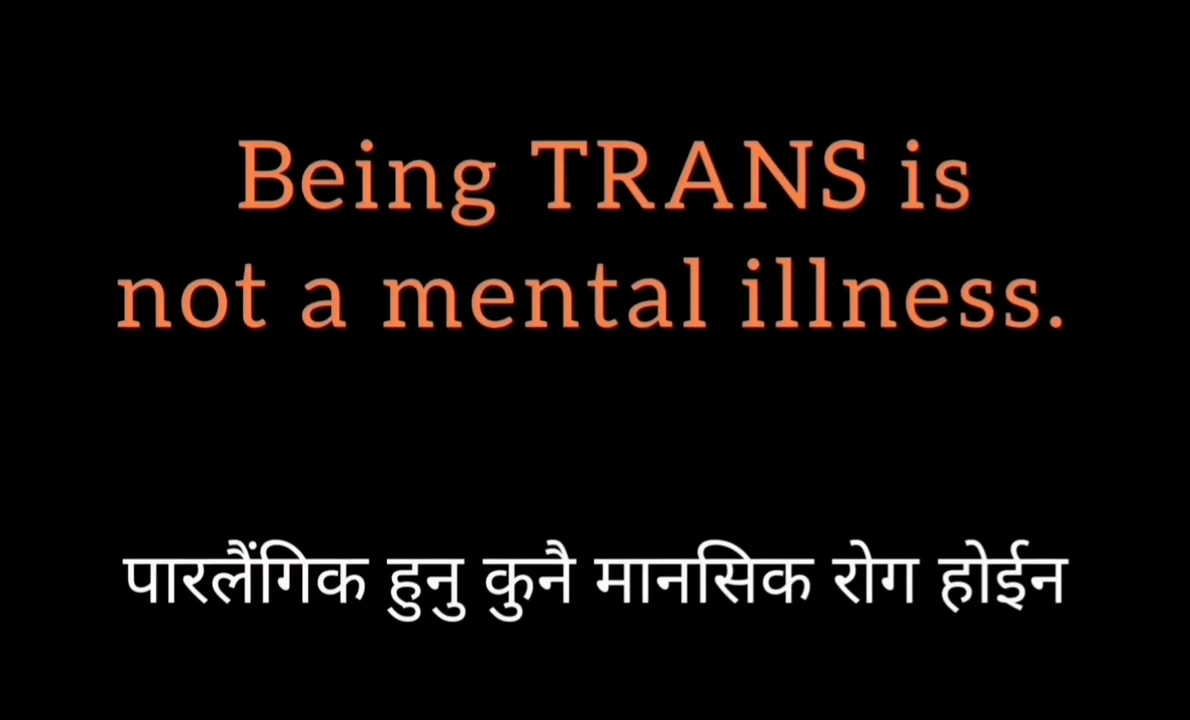 Being TRANS is
not a mental illness.
पारलैंगिक हुनु कुनै मानसिक रोग होईन